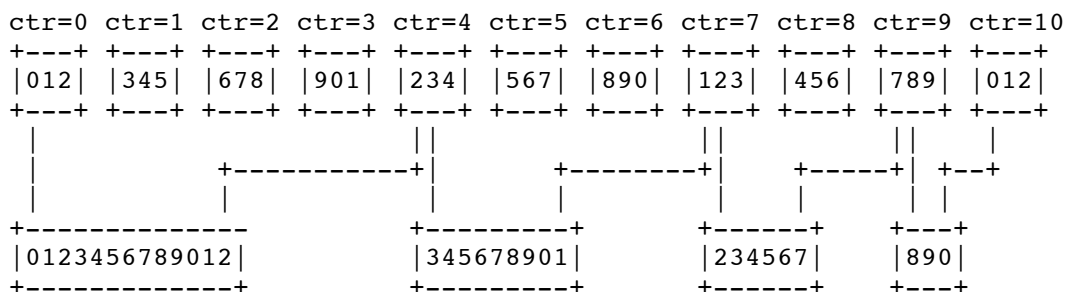 ctr=0 ctr=1 ctr=2 ctr=3 ctr=4 ctr=5 ctr=6 ctr=7 ctr=8 ctr=9 ctr=10
+---+ +---+ +---+ +---+ +---+ +---+ +---+ +---+ +---+ +---+ +---+
|012| |345| |678| |901| |234| |567| |890| |123| |456| |789| |012|
+---+ +---+ +---+ +---+ +---+ +---+ +---+ +---+ +---+ +---+ +---+
 |                       ||                ||          ||    |
 |           +-----------+|       +--------+|    +-----+| +--+
 |           |            |       |         |    |      | |
+--------------          +---------+       +------+    +---+
|0123456789012|          |345678901|       |234567|    |890|
+-------------+          +---------+       +------+    +---+